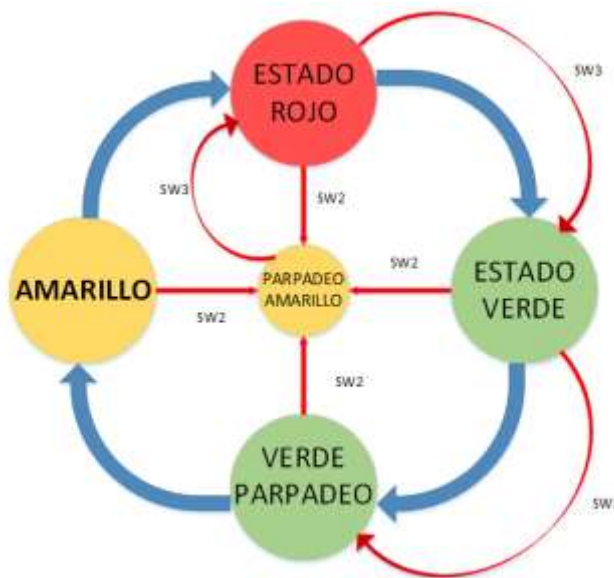 ESTADO
ROJO
SW3
SW3
SW2
AMARILLO
PARPADEO
AMARILLO
SW2
SW2
ESTADO
VERDE
SW2
VERDE
PARPADEO
SW